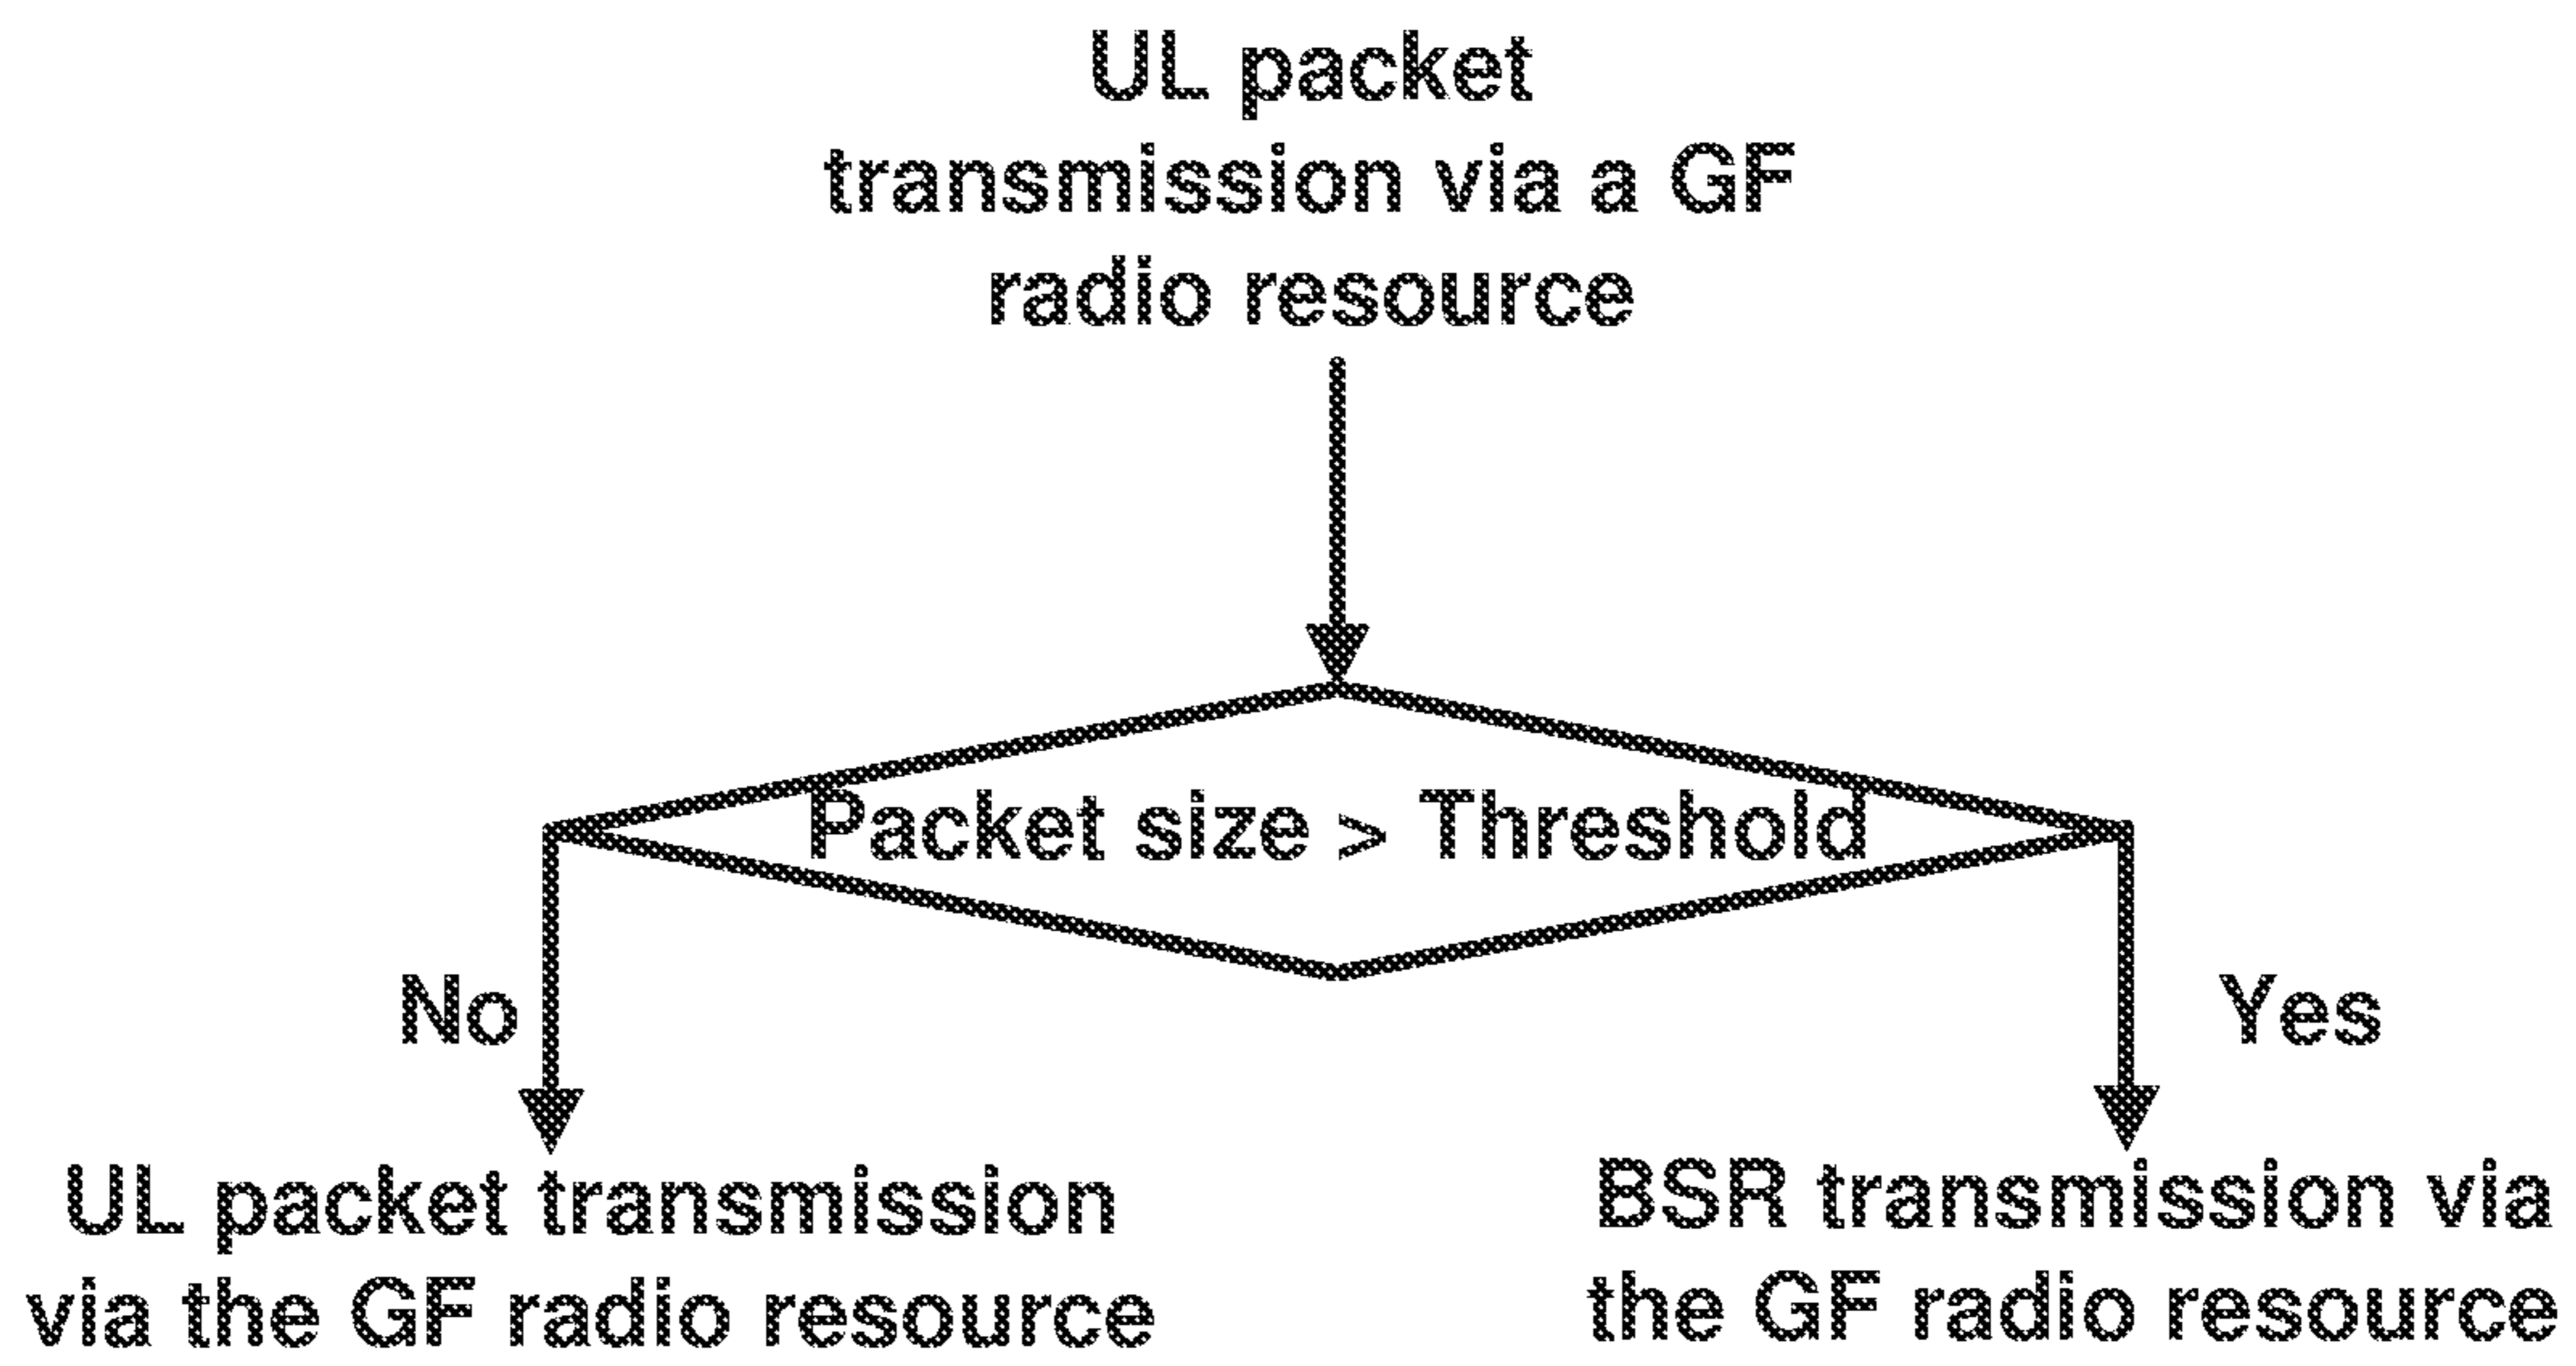 UL packet
transmission via a GF
radio resource
Packet size > Threshold
No
Yes
UL packet transmission
via the GF radio resource
BSR transmission via
the GF radio resource